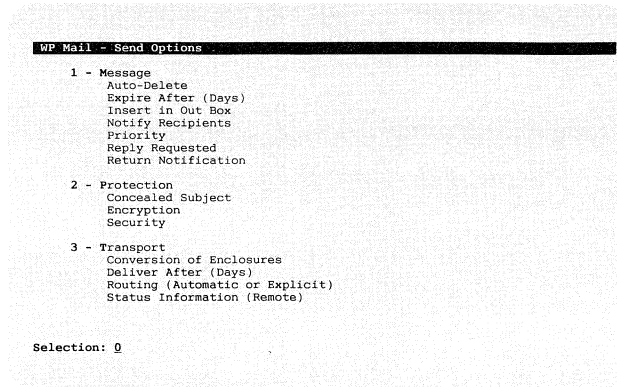 WP Mail - Send Options
1 - Message
Auto-Delete
Expire After (Days)
Insert in Out Box
Notify Recipients
Priority
Reply Requested
Return Notification
2 - Protection
Concealed Subject
Encryption
Security
3 - Transport
Conversion of Enclosures
Deliver After (Days)
Routing (Automatic or Explicit)
Status Information (Remote)
Selection: 0